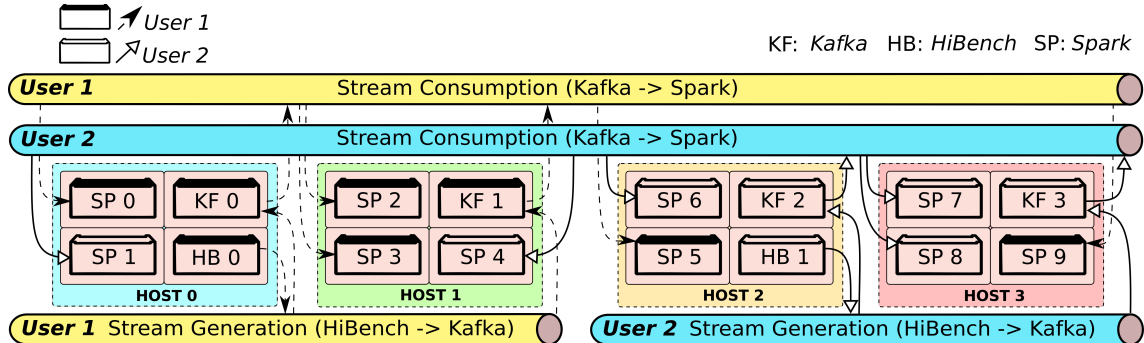 User 1
User 2
KF: Kafka HB: HiBench SP: Spark
User 1 Stream Consumption (Kafka -> Spark)
User 2 Stream Consumption (Kafka -> Spark)
SP 0 KF 0 SP 2 KF 1 SP 6 KF 2 SP 7 KF 3
SP 1 HB 0 SP 3 SP 4 SP 5 HB 1 SP 8 SP 9
HOST 0 HOST 1 HOST 2 HOST 3
User 1 Stream Generation (HiBench -> Kafka) User 2 Stream Generation (HiBench -> Kafka)